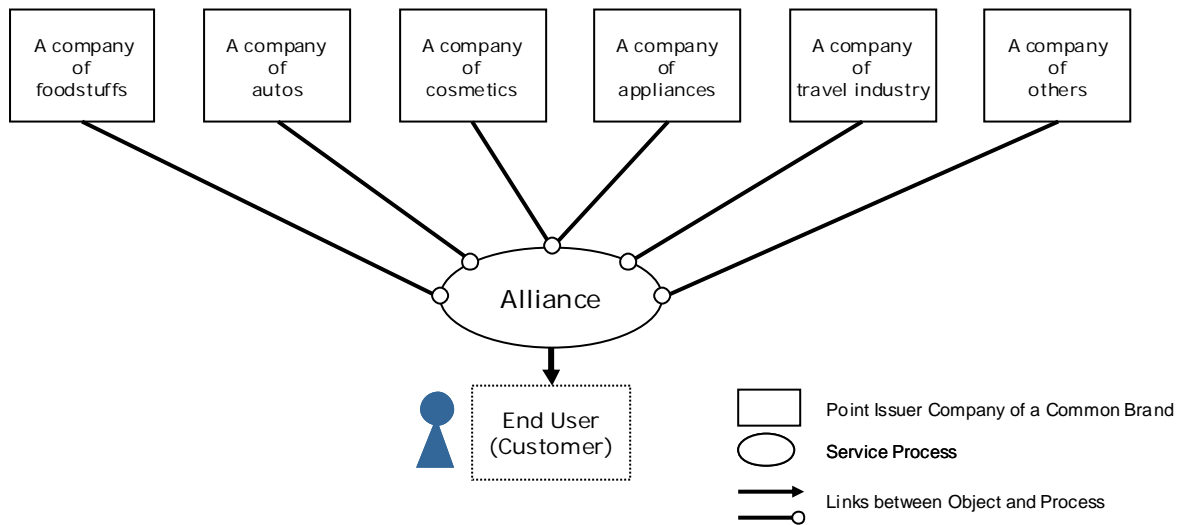 A company
of
foodstuffs
A company
of
autos
A company
of
cosmetics
A company
of
appliances
A company
of
travel industry
A company
of
others
Alliance
End User
(Customer)
Point Issuer Company of a Common Brand
Service Process
Links between Object and Process